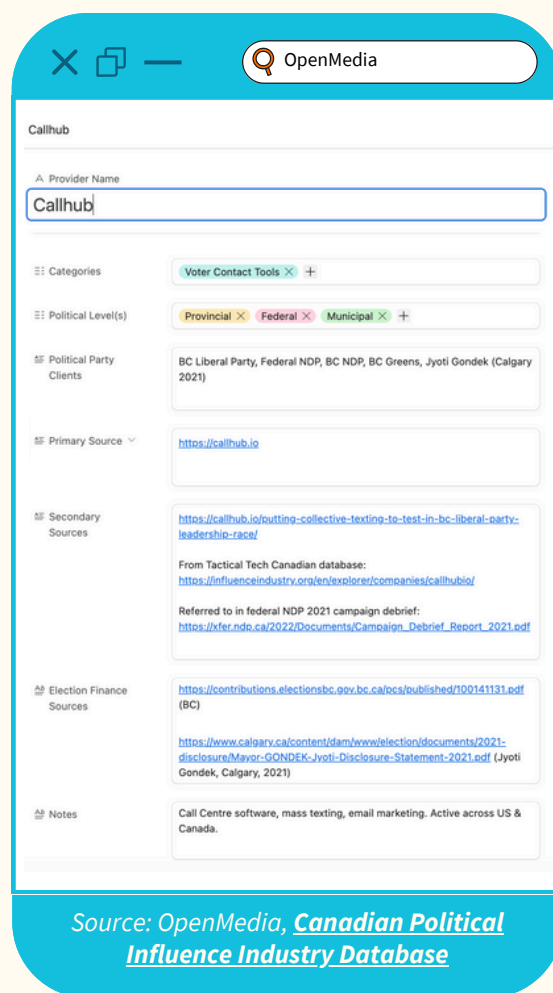 OpenMedia
Callhub
Provider Name
Callhub
Categories
Voter Contact Tools
Political Level(s)
Provincial Federal Municipal
Political Party
Clients
BC Liberal Party, Federal NDP, BC NDP, BC Greens, Jyoti Gondek (Calgary
2021)
Primary Source
https://callhub.io
Secondary
Sources
https://callhub.io/putting-collective-texting-to-test-in-bc-liberal-party-
leadership-race/
From Tactical Tech Canadian database:
https://influenceindustry.org/en/explorer/companies/callhubio/
Referred to in federal NDP 2021 campaign debrief:
https://xfer.ndp.ca/2022/Documents/Campaign_Debrief_Report_2021.pdf
Election Finance
Sources
https://contributions.electionsbc.gov.bc.ca/pcs/published/100141131.pdf
(BC)
https://www.calgary.ca/content/dam/www/election/documents/2021-
disclosure/Mayor-GONDEK-Jyoti-Disclosure-Statement-2021.pdf (Jyoti
Gondek, Calgary, 2021)
Notes
Call Centre software, mass texting, email marketing. Active across US &
Canada.
Source: OpenMedia, Canadian Political
Influence Industry Database